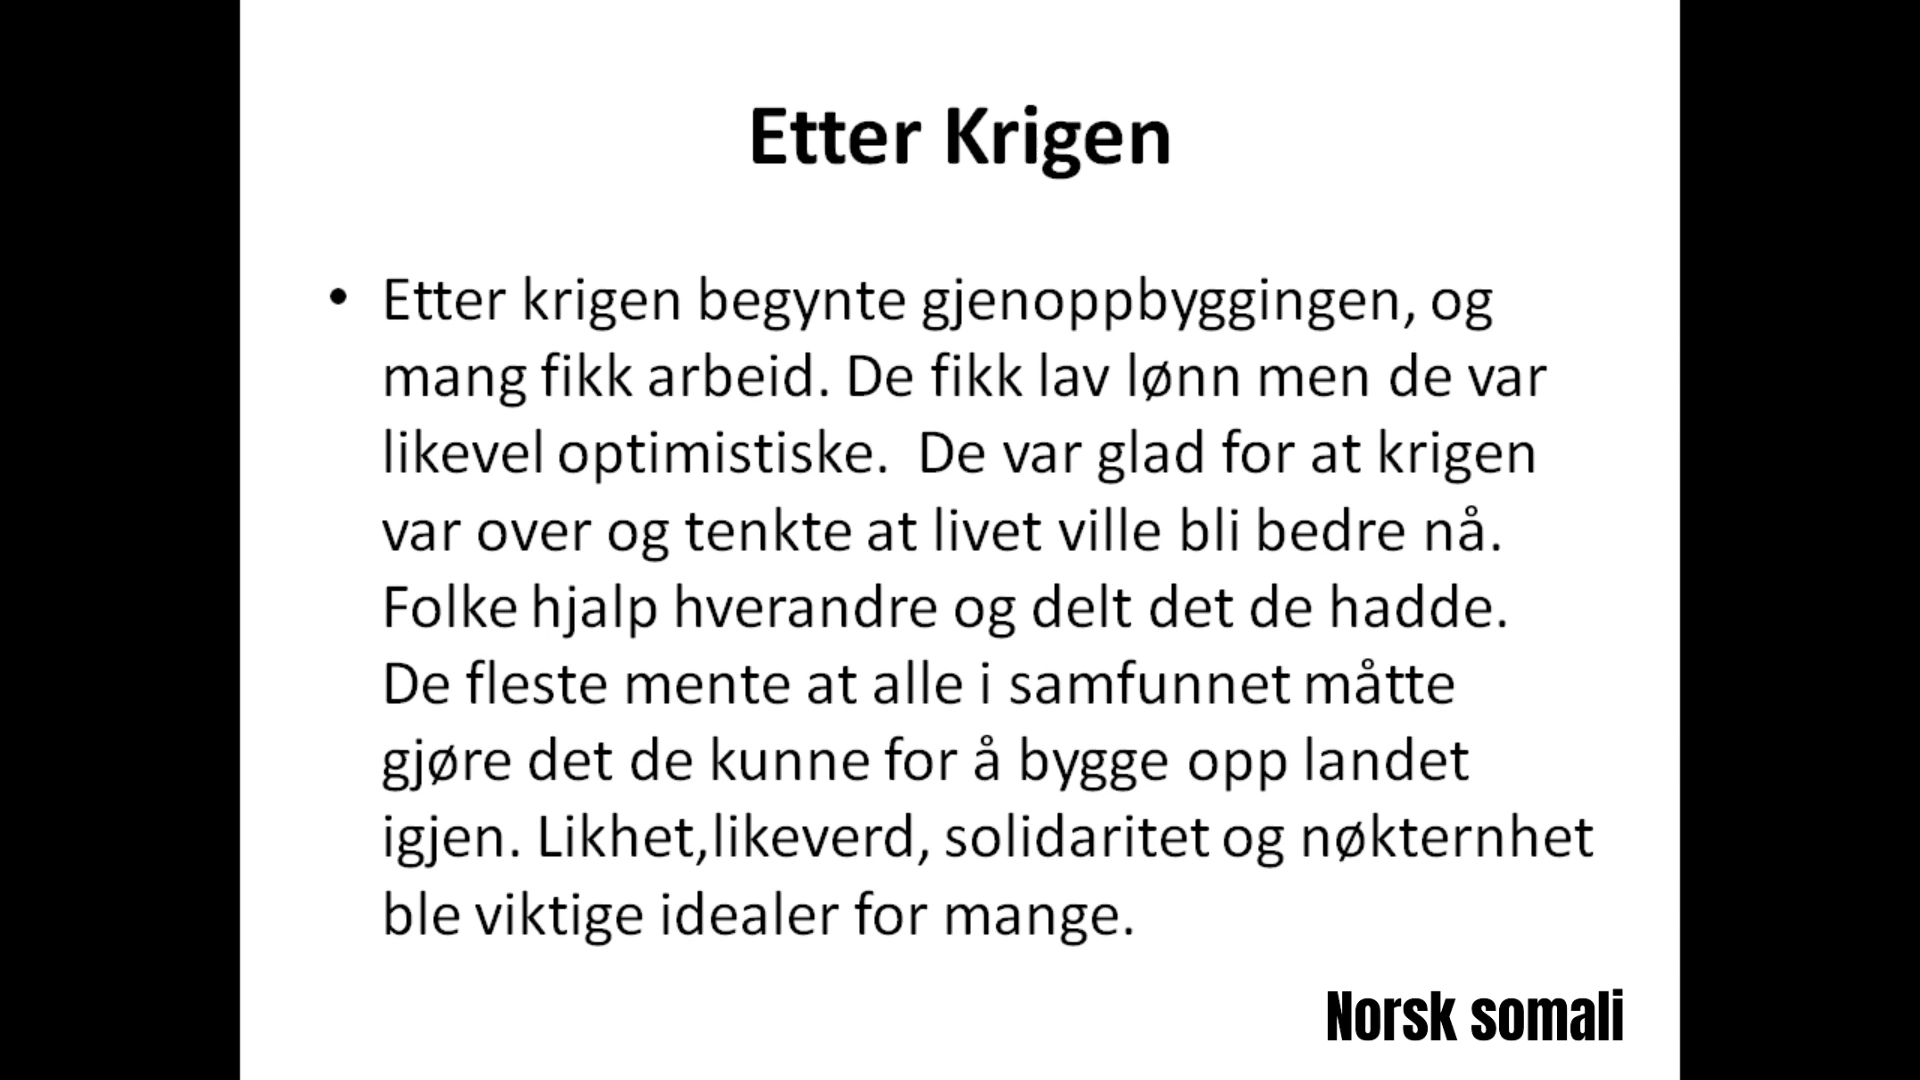 Etter Krigen
• Etter krigen begynte gjenoppbyggingen, og
mang fikk arbeid. De fikk lav lønn men de var
likevel optimistiske.  De var glad for at krigen
var over og tenkte at livet ville bli bedre nå.
Folke hjalp hverandre og delt det de hadde.
De fleste mente at alle i samfunnet måtte
gjøre det de kunne for å bygge opp landet
igjen. Likhet,likeverd, solidaritet og nøkternhet
ble viktige idealer for mange.
Norsk somali